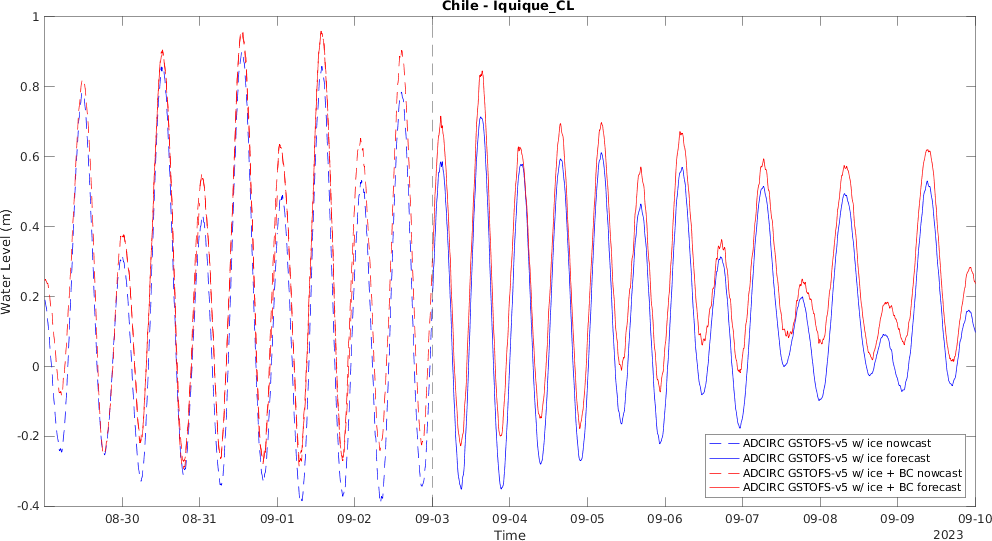 Chile - Iquique_CL
Water Level (m)
1
0.8
0.6
0.4
0.2
0
-0.2
-0.4
ADCIRC GSTOFS-v5 w/ ice nowcast
ADCIRC GSTOFS-v5 w/ ice forecast
ADCIRC GSTOFS-v5 w/ ice + BC nowcast
ADCIRC GSTOFS-v5 w/ ice + BC forecast
08-30 08-31 09-01 09-02 09-03 09-04 09-05 09-06 09-07 09-08 09-09 09-10
Time
2023